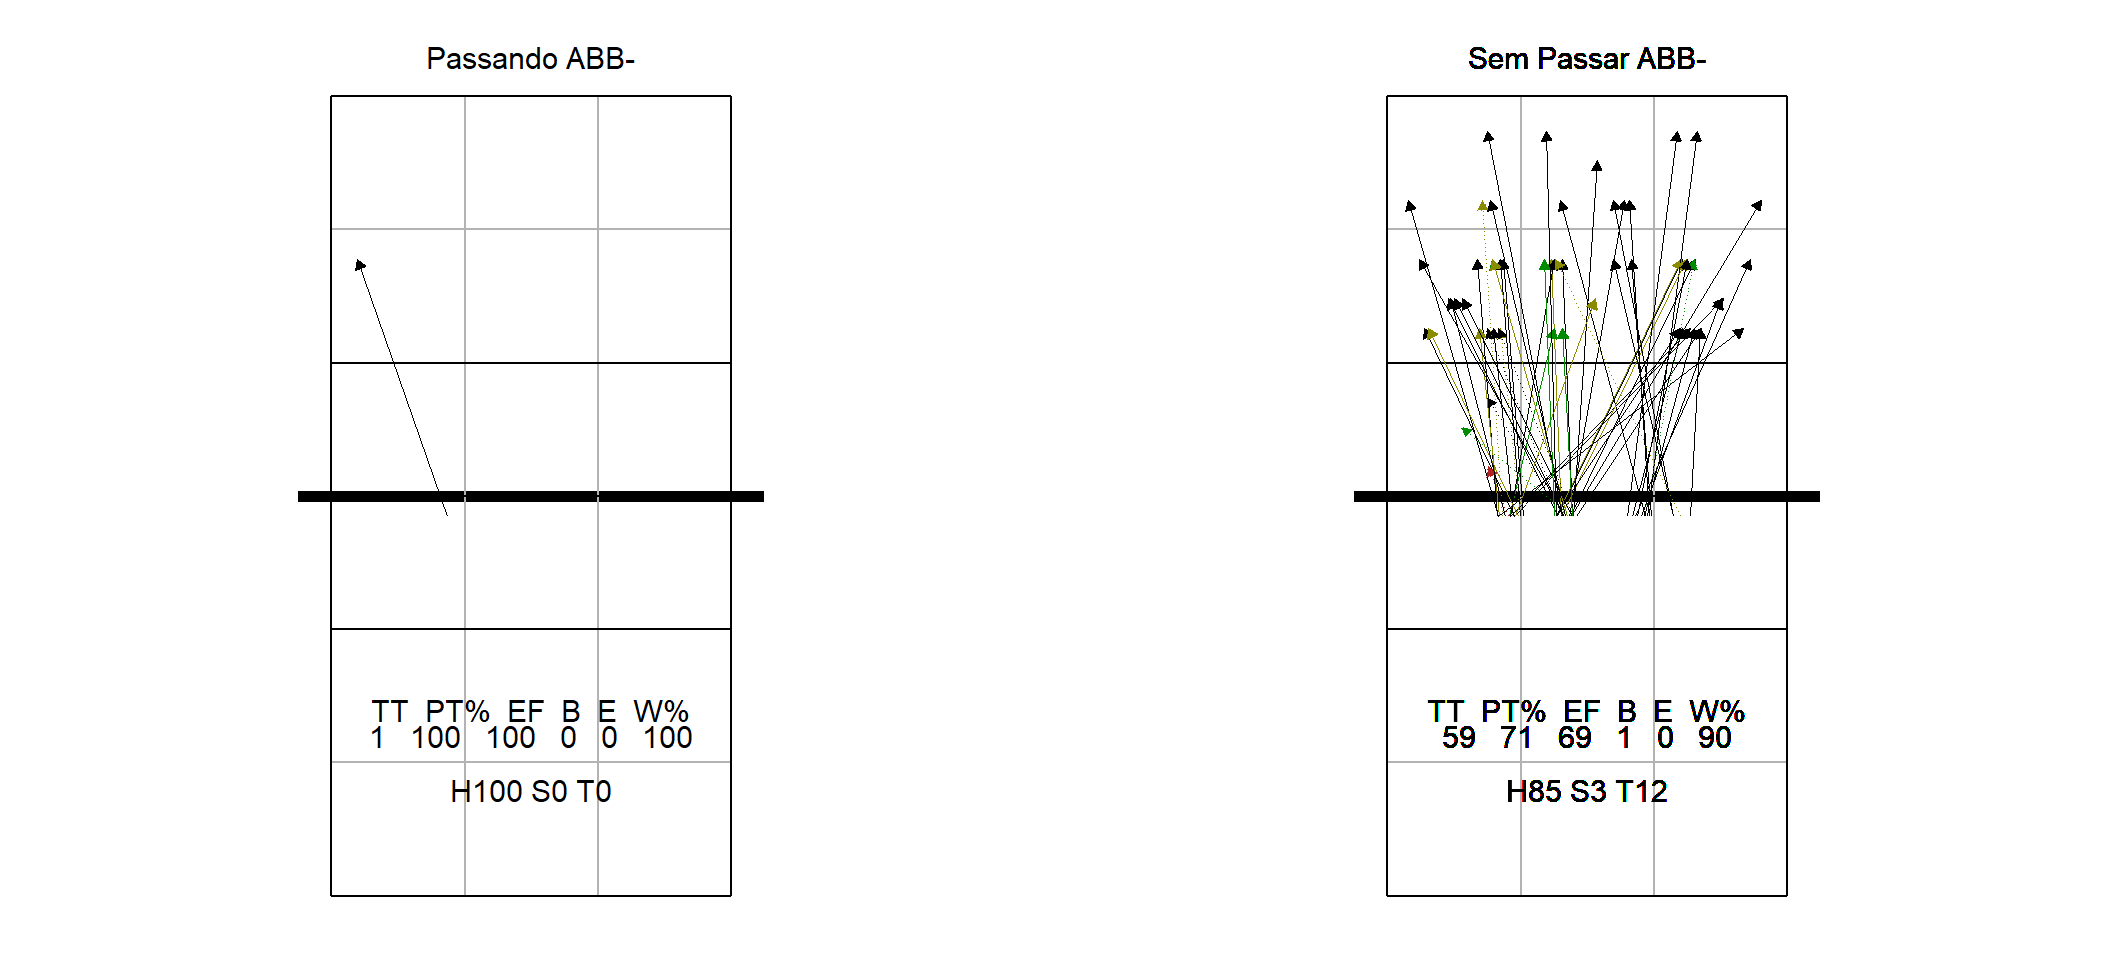 Passando ABB-
TT PT% EF B E W%
1 100 100 0 0 100
H100 S0 T0
Sem Passar ABB-
TT PT% EF B E W%
59 71 69 1 0 90
H85 S3 T12